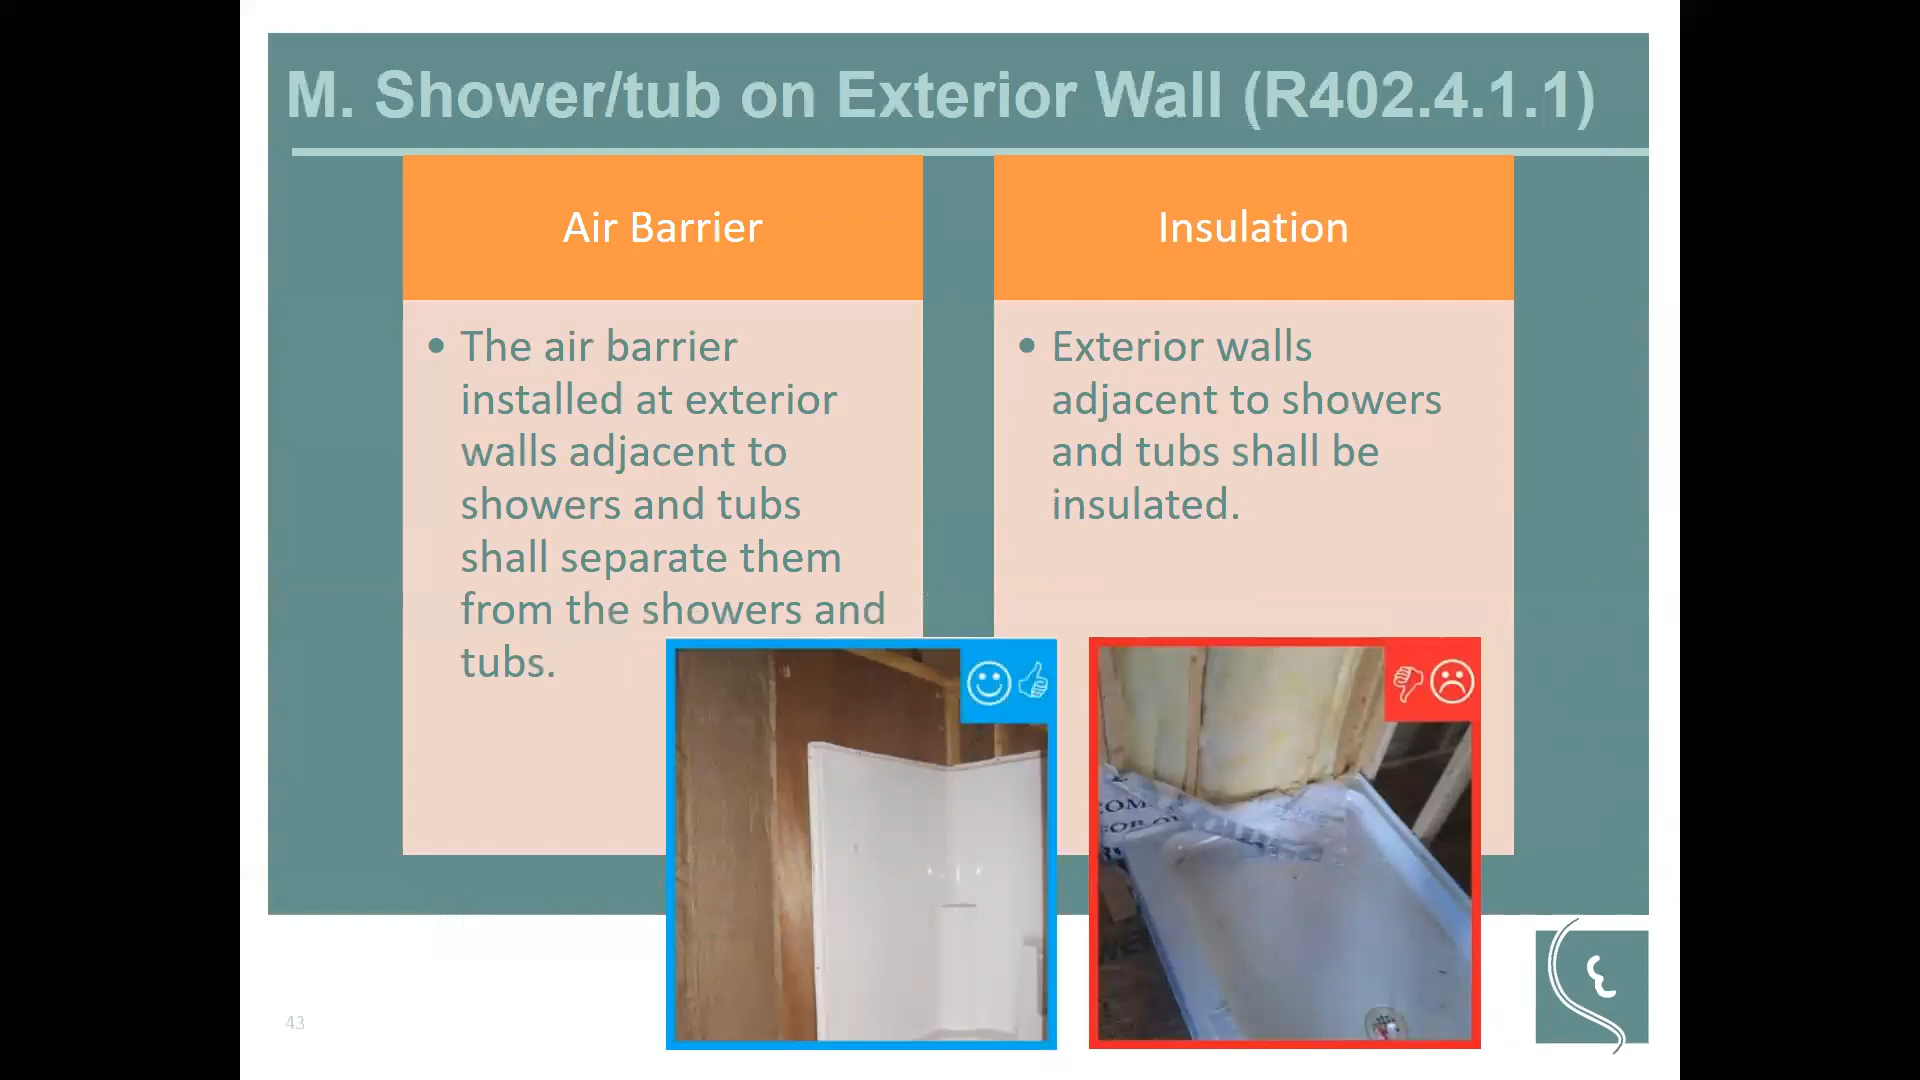 M. Shower/tub on Exterior Wall (R402.4.1.1)
Air Barrier
• The air barrier
installed at exterior
walls adjacent to
showers and tubs
shall separate them
from the showers and
tubs.
Insulation
• Exterior walls
adjacent to showers
and tubs shall be
insulated.
43